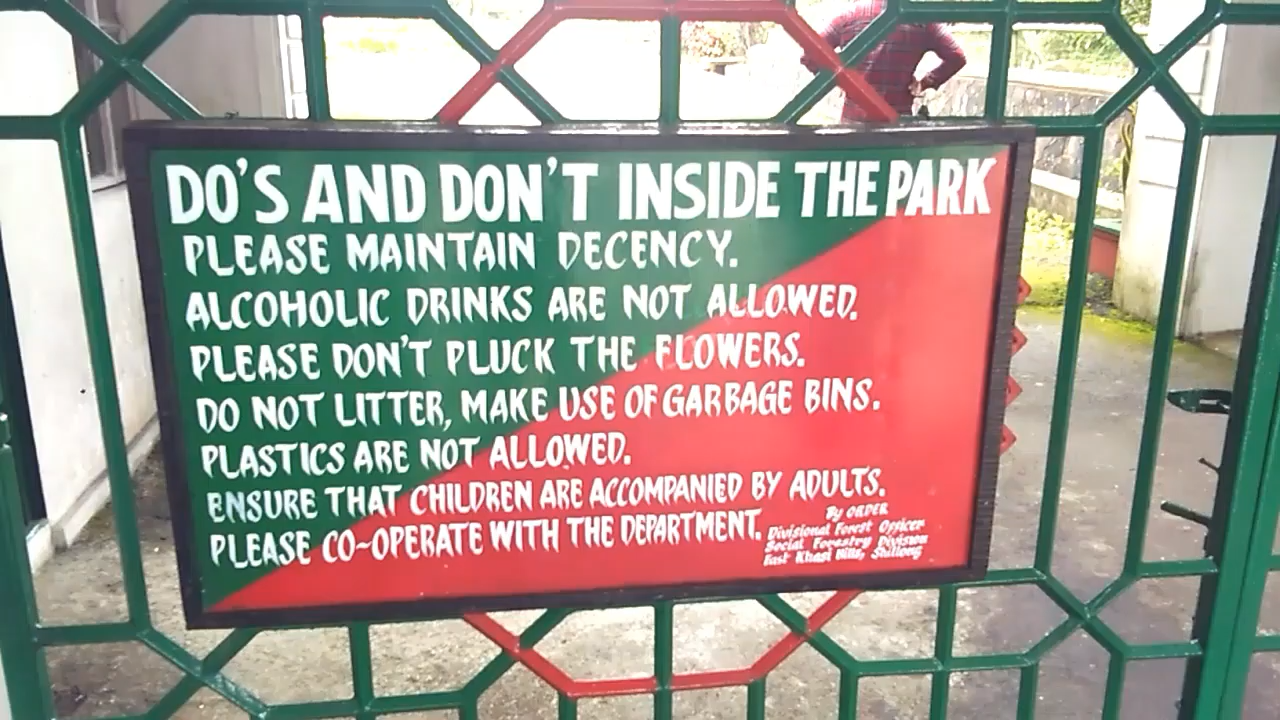 DO'S AND DON'T INSIDE THE PARK
PLEASE MAINTAIN DECENCY.
ALCOHOLIC DRINKS ARE NOT ALLOWED.
PLEASE DON'T PLUCK THE FLOWERS.
DO NOT LITTER, MAKE USE OF GARBAGE BINS.
PLASTICS ARE NOT ALLOWED.
ENSURE THAT CHILDREN ARE ACCOMPANIED BY ADULTS.
PLEASE CO-OPERATE WITH THE DEPARTMENT.
By ORDER
Divisional Forest Officer
Social Forestry Division
East Khasi Hills, Shillong